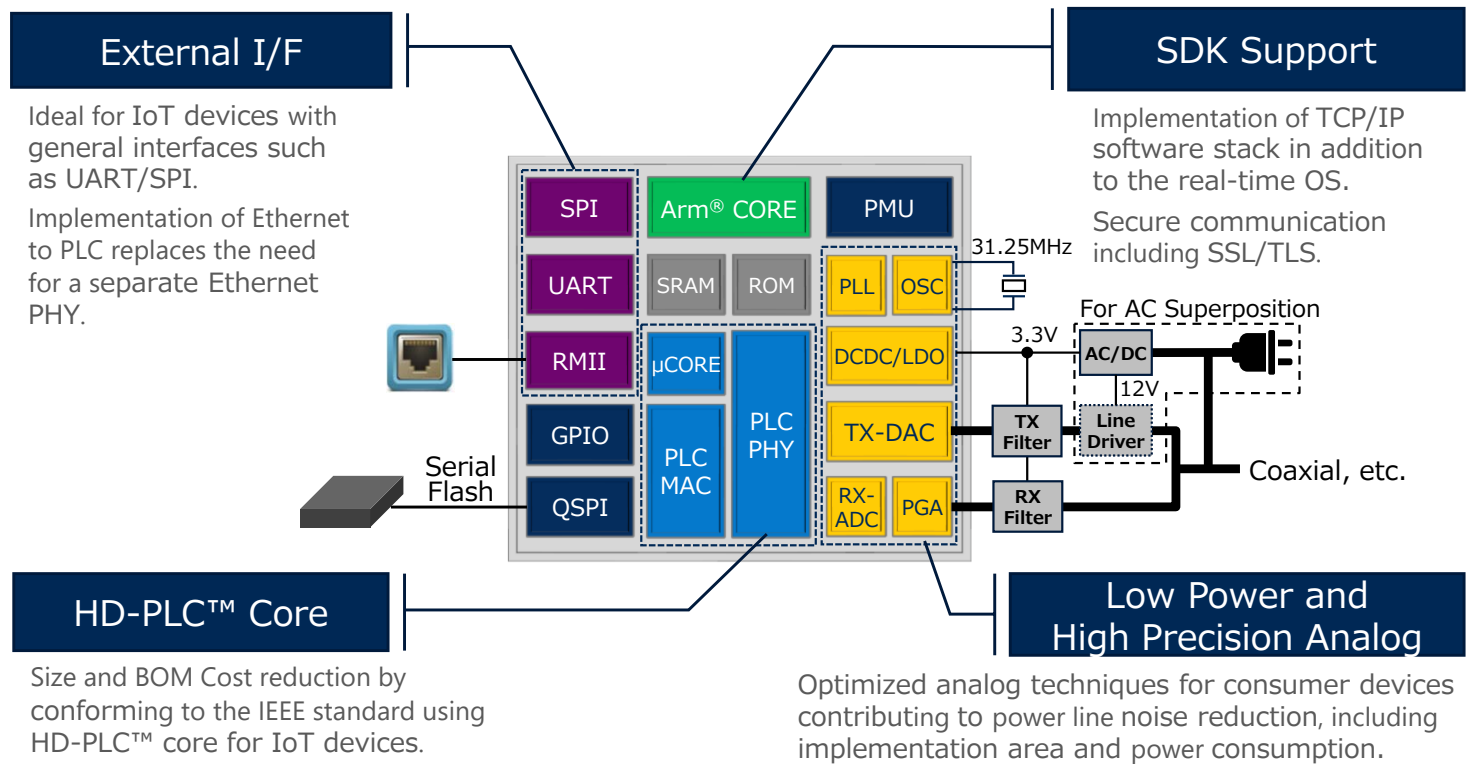 External I/F
Ideal for IoT devices with
general interfaces such
as UART/SPI.
Implementation of Ethernet
to PLC replaces the need
for a separate Ethernet
PHY.
SDK Support
Implementation of TCP/IP
software stack in addition
to the real-time OS.
Secure communication
including SSL/TLS.
SPI
Arm® CORE
PMU
UART
SRAM
ROM
PLL
OSC
31.25MHz
RMII
µCORE
PLC
PHY
DCDC/LDO
3.3V
For AC Superposition
AC/DC
12V
GPIO
PLC
MAC
TX-DAC
TX
Filter
Line
Driver
Coaxial, etc.
Serial
Flash
QSPI
RX-
ADC
PGA
RX
Filter
HD-PLC™ Core
Size and BOM Cost reduction by
conforming to the IEEE standard using
HD-PLC™ core for IoT devices.
Low Power and
High Precision Analog
Optimized analog techniques for consumer devices
contributing to power line noise reduction, including
implementation area and power consumption.